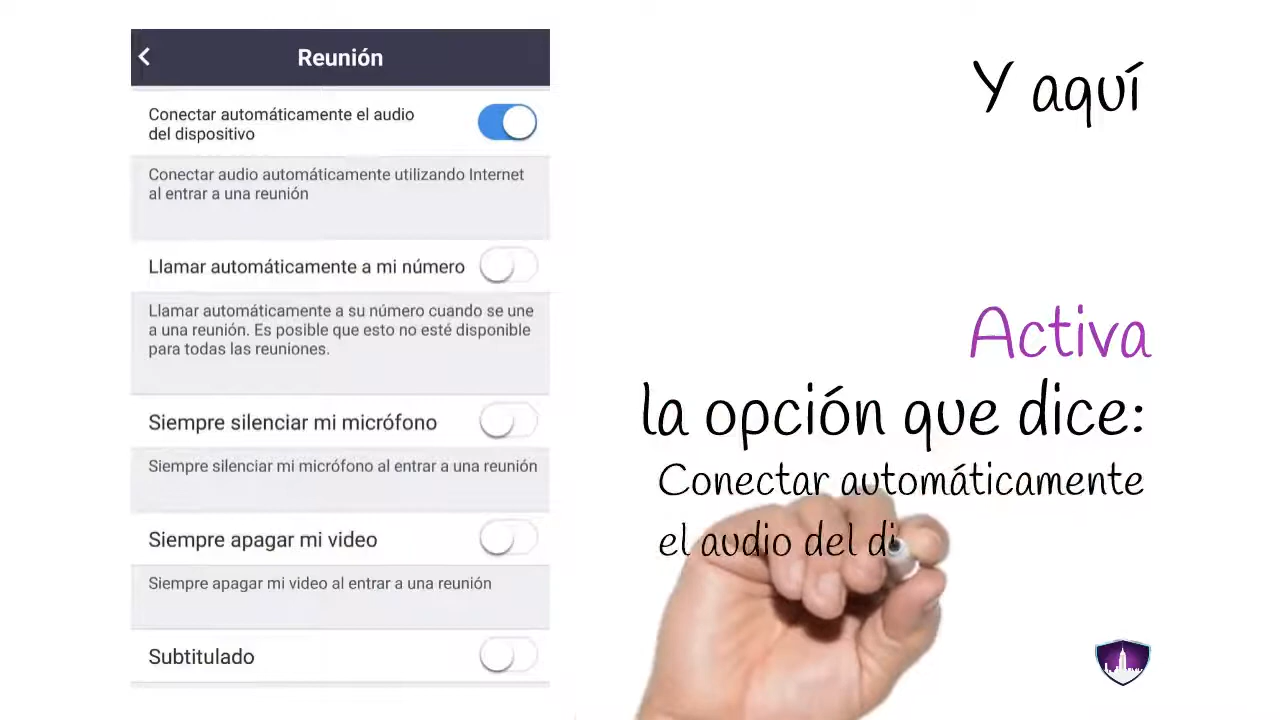 Reunión
Conectar automáticamente el audio
del dispositivo
Conectar audio automáticamente utilizando Internet
al entrar a una reunión
Llamar automáticamente a mi número
Llamar automáticamente a su número cuando se une
a una reunión. Es posible que esto no esté disponible
para todas las reuniones.
Siempre silenciar mi micrófono
Siempre silenciar mi micrófono al entrar a una reunión
Siempre apagar mi video
Siempre apagar mi video al entrar a una reunión
Subtitulado
Y aquí
Activa
la opción que dice:
Conectar automáticamente
el audio del di